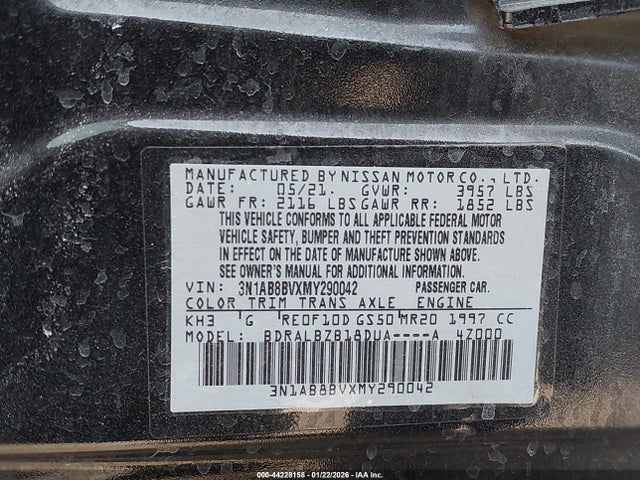 MANUFACTURED BY NISSAN MOTOR CO., LTD.
DATE: 05/21. GVWR: 3957 LBS
GAWR FR: 2116 LBS GAWR RR: 1852 LBS
THIS VEHICLE CONFORMS TO ALL APPLICABLE FEDERAL MOTOR
VEHICLE SAFETY, BUMPER AND THEFT PREVENTION STANDARDS
IN EFFECT ON THE DATE OF MANUFACTURE SHOWN ABOVE.
SEE OWNER'S MANUAL FOR ADDITIONAL INFORMATION.
VIN: 3N1AB8BVXMY290042 PASSENGER CAR.
COLOR TRIM TRANS AXLE ENGINE
KH3 G RE0F10D GS50 MR20 1997 CC
MODEL: BDRALBZB18DUA----A 4Z000
3N1AB8BVXMY290042
000-44228158 - 01/22/2026 - IAAI.COM